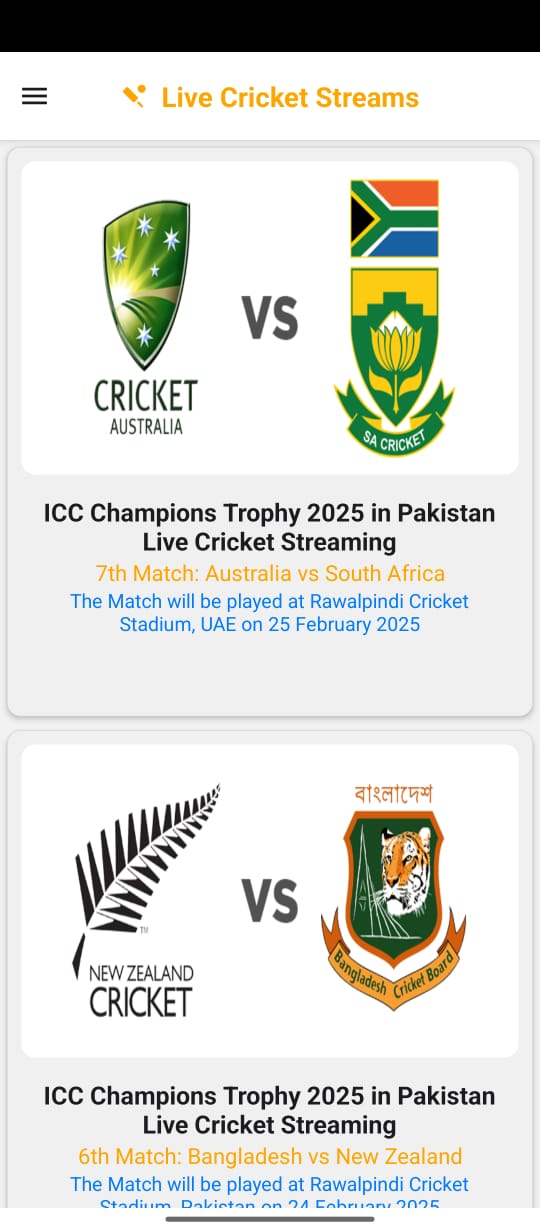 Live Cricket Streams
VS
CRICKET
AUSTRALIA
SA CRICKET
ICC Champions Trophy 2025 in Pakistan
Live Cricket Streaming
7th Match: Australia vs South Africa
The Match will be played at Rawalpindi Cricket
Stadium, UAE on 25 February 2025
বাংলাদেশ
VS
TM
NEW ZEALAND
CRICKET
Bangladesh Cricket Board
ICC Champions Trophy 2025 in Pakistan
Live Cricket Streaming
6th Match: Bangladesh vs New Zealand
The Match will be played at Rawalpindi Cricket
Stadium, Pakistan on 24 February 2025